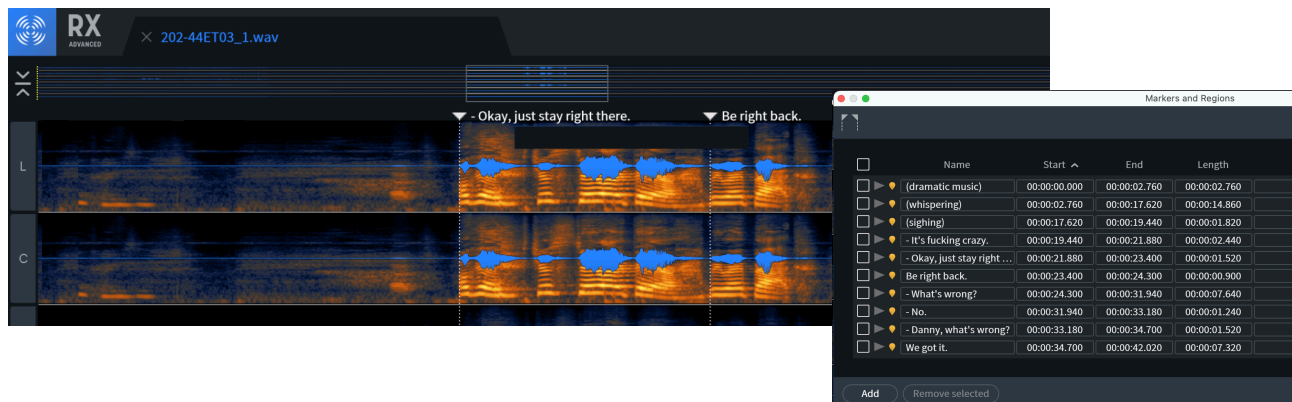 RX
ADVANCED
202-44ET03_1.wav
- Okay, just stay right there.
Be right back.
L
C
Markers and Regions
Name Start End Length
(dramatic music) 00:00:00.000 00:00:02.760 00:00:02.760
(whispering) 00:00:02.760 00:00:17.620 00:00:14.860
(sighing) 00:00:17.620 00:00:19.440 00:00:01.820
- It's fucking crazy. 00:00:19.440 00:00:21.880 00:00:02.440
- Okay, just stay right ... 00:00:21.880 00:00:23.400 00:00:01.520
Be right back. 00:00:23.400 00:00:24.300 00:00:00.900
- What's wrong? 00:00:24.300 00:00:31.940 00:00:07.640
- No. 00:00:31.940 00:00:33.180 00:00:01.240
- Danny, what's wrong? 00:00:33.180 00:00:34.700 00:00:01.520
We got it. 00:00:34.700 00:00:42.020 00:00:07.320
Add Remove selected